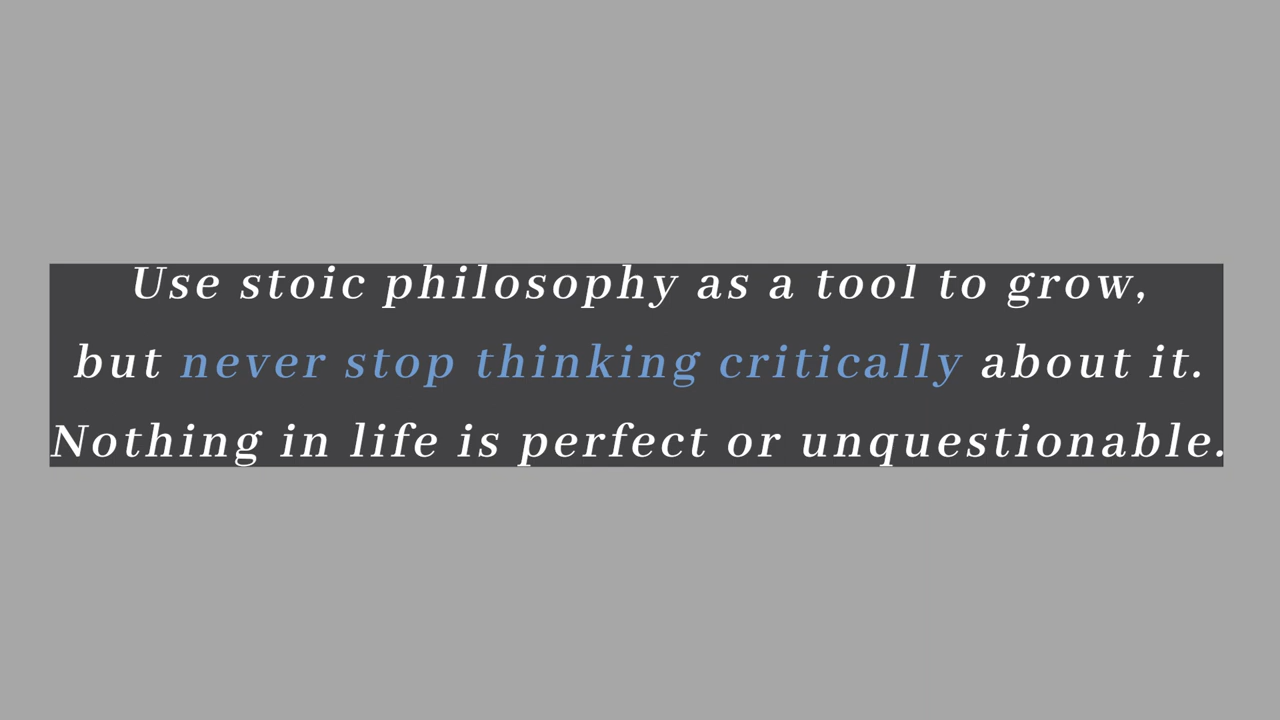 Use stoic philosophy as a tool to grow,
but never stop thinking critically about it.
Nothing in life is perfect or unquestionable.